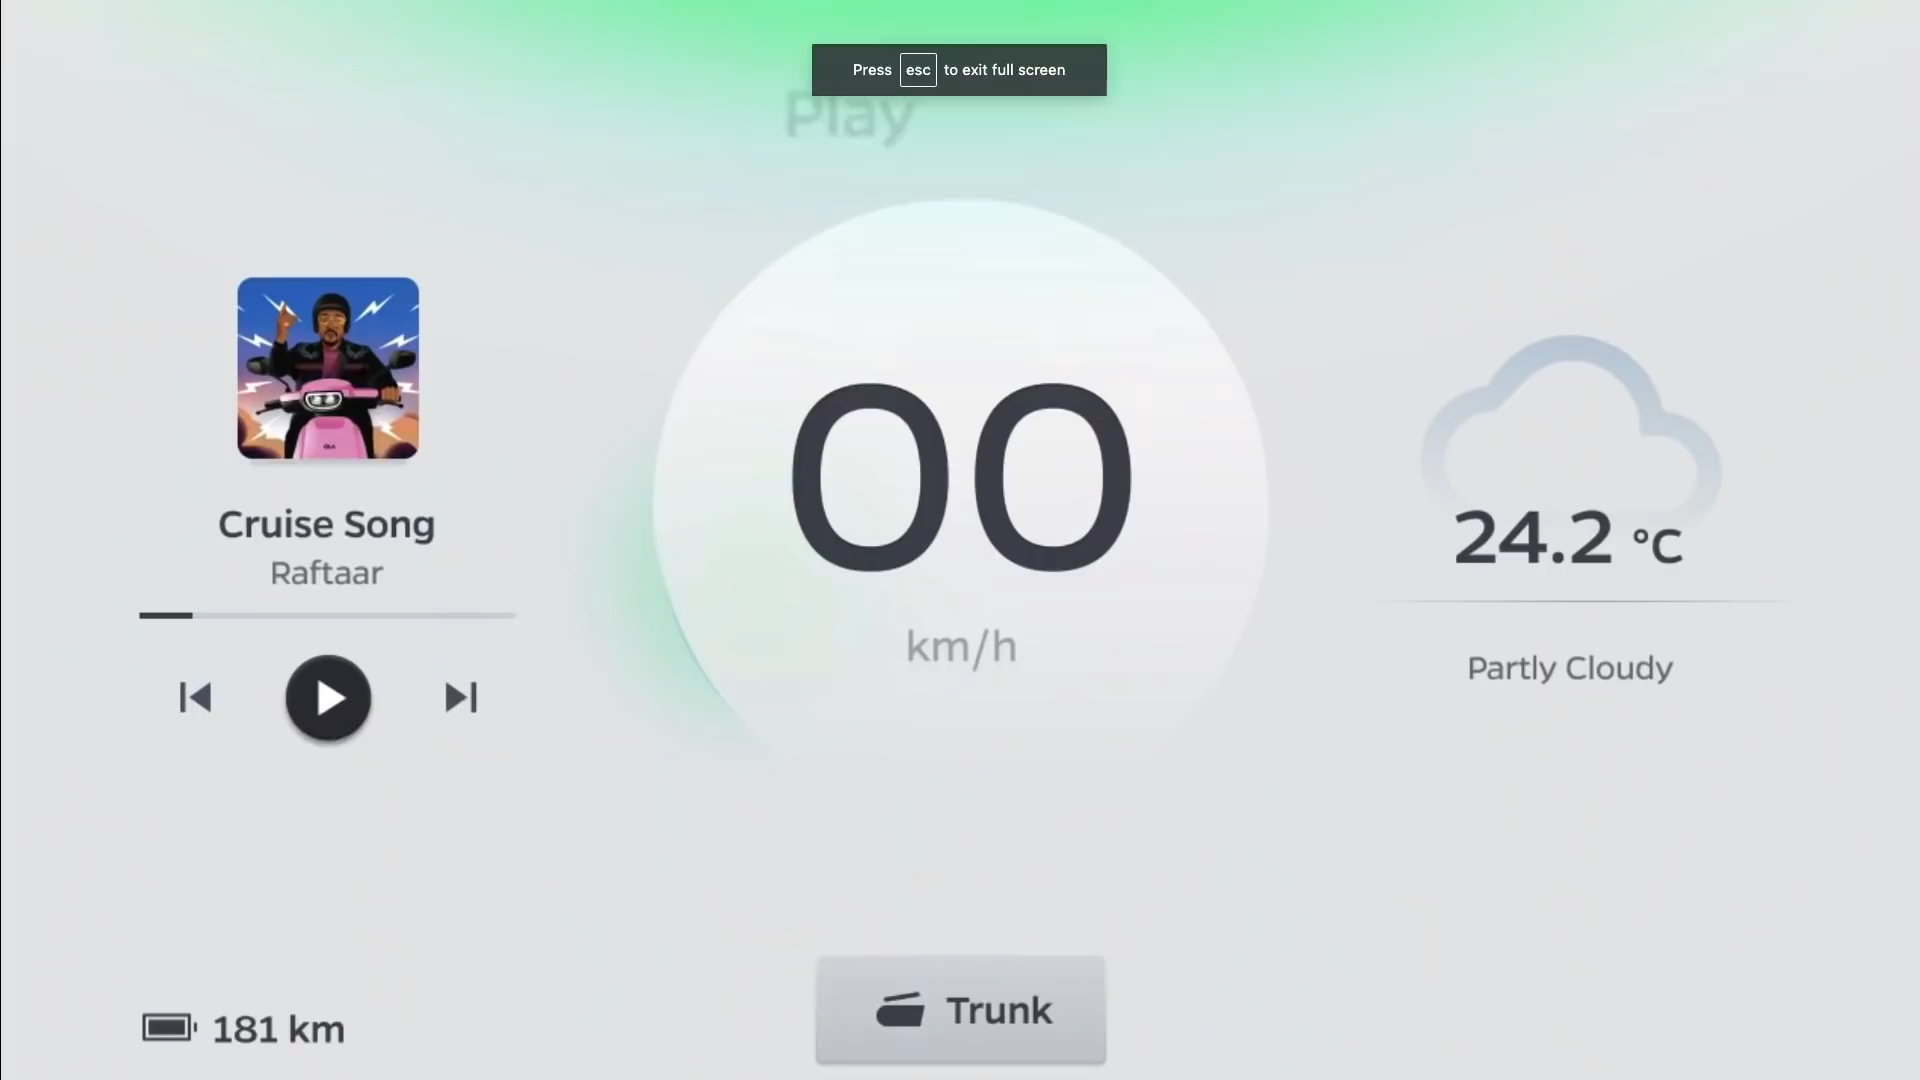 Press esc to exit full screen
Play
Cruise Song
Raftaar
00
km/h
24.2 °C
Partly Cloudy
181 km
Trunk